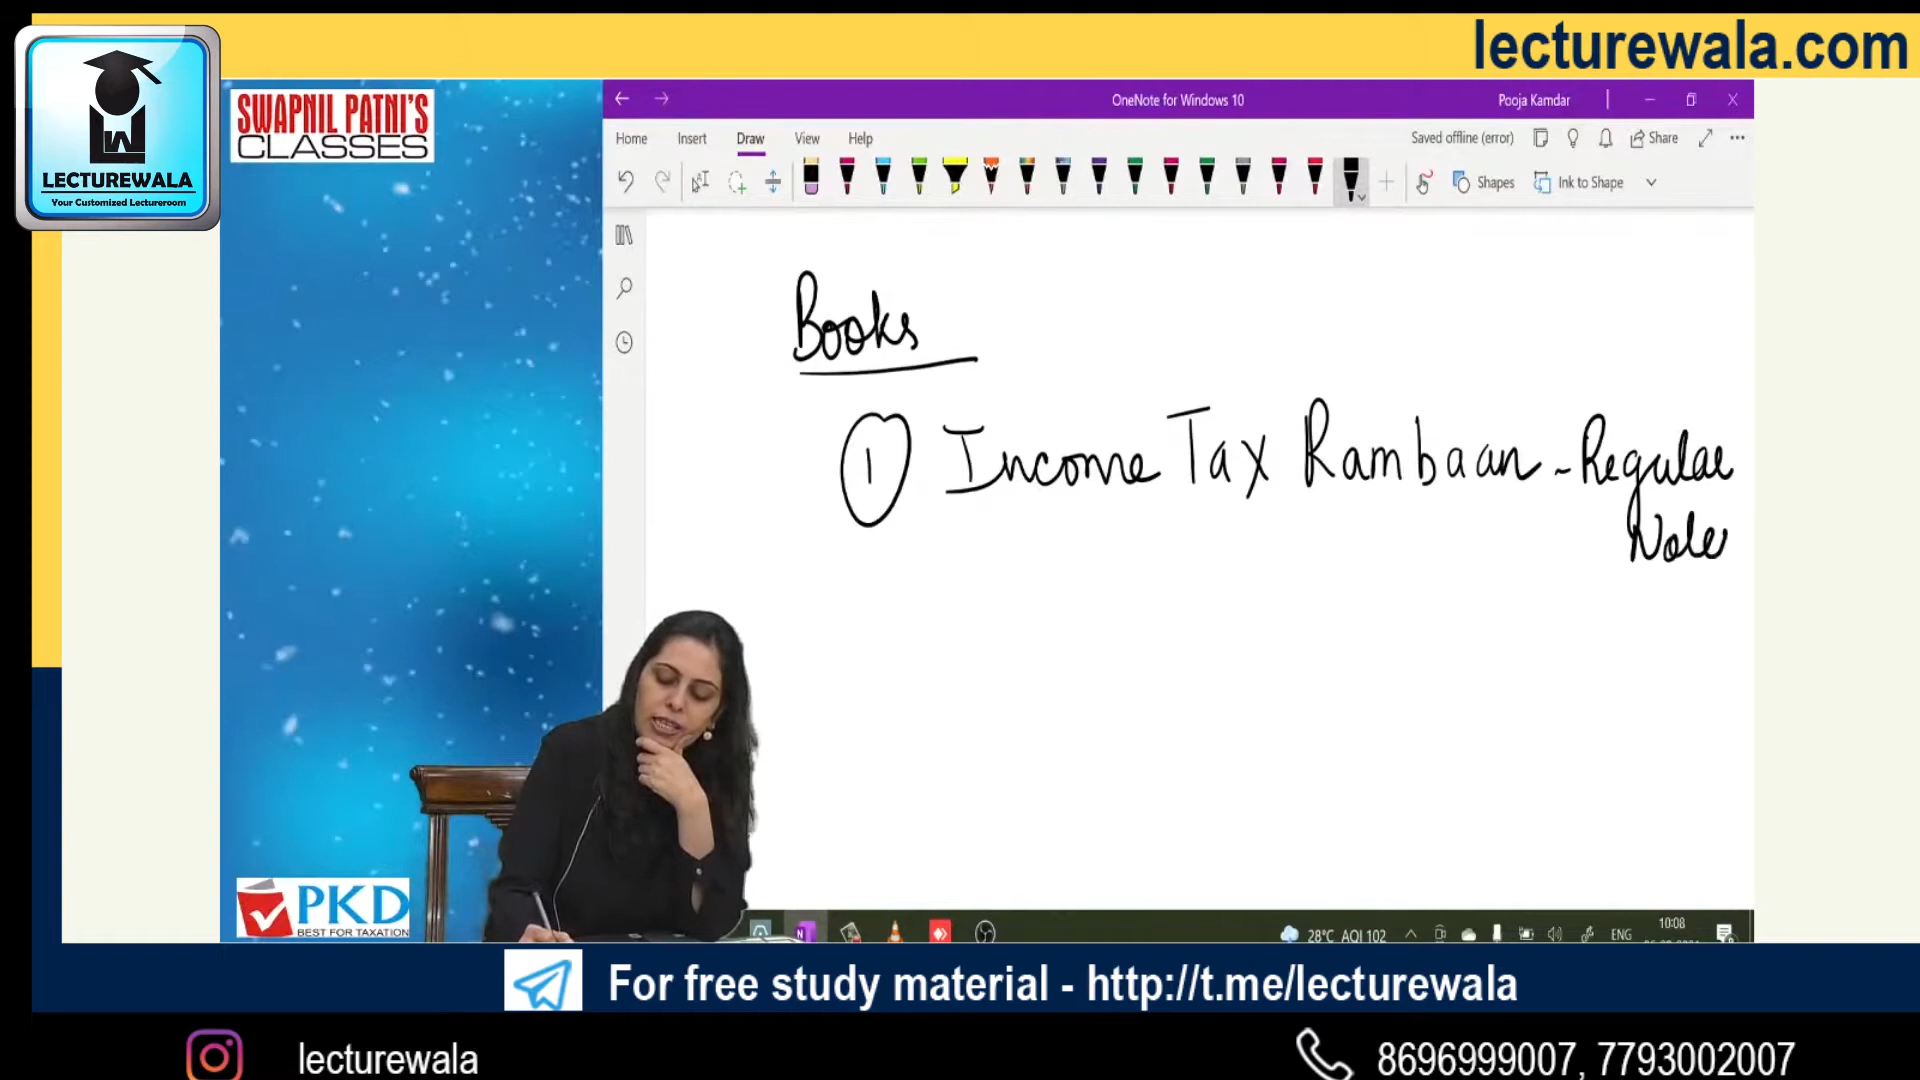 lecturewala.com
SWAPNIL PATNI'S
CLASSES
LW
LECTUREWALA
Your Customized Lectureroom
OneNote for Windows 10
Pooja Kamdar
Home Insert Draw View Help
Saved offline (error)
Share
Shapes
Ink to Shape
Books
1 Income Tax Rambaan - Regular
Notes
PKD
BEST FOR TAXATION
28°C AQI 102
ENG
10:08
For free study material - http://t.me/lecturewala
lecturewala
8696999007, 7793002007